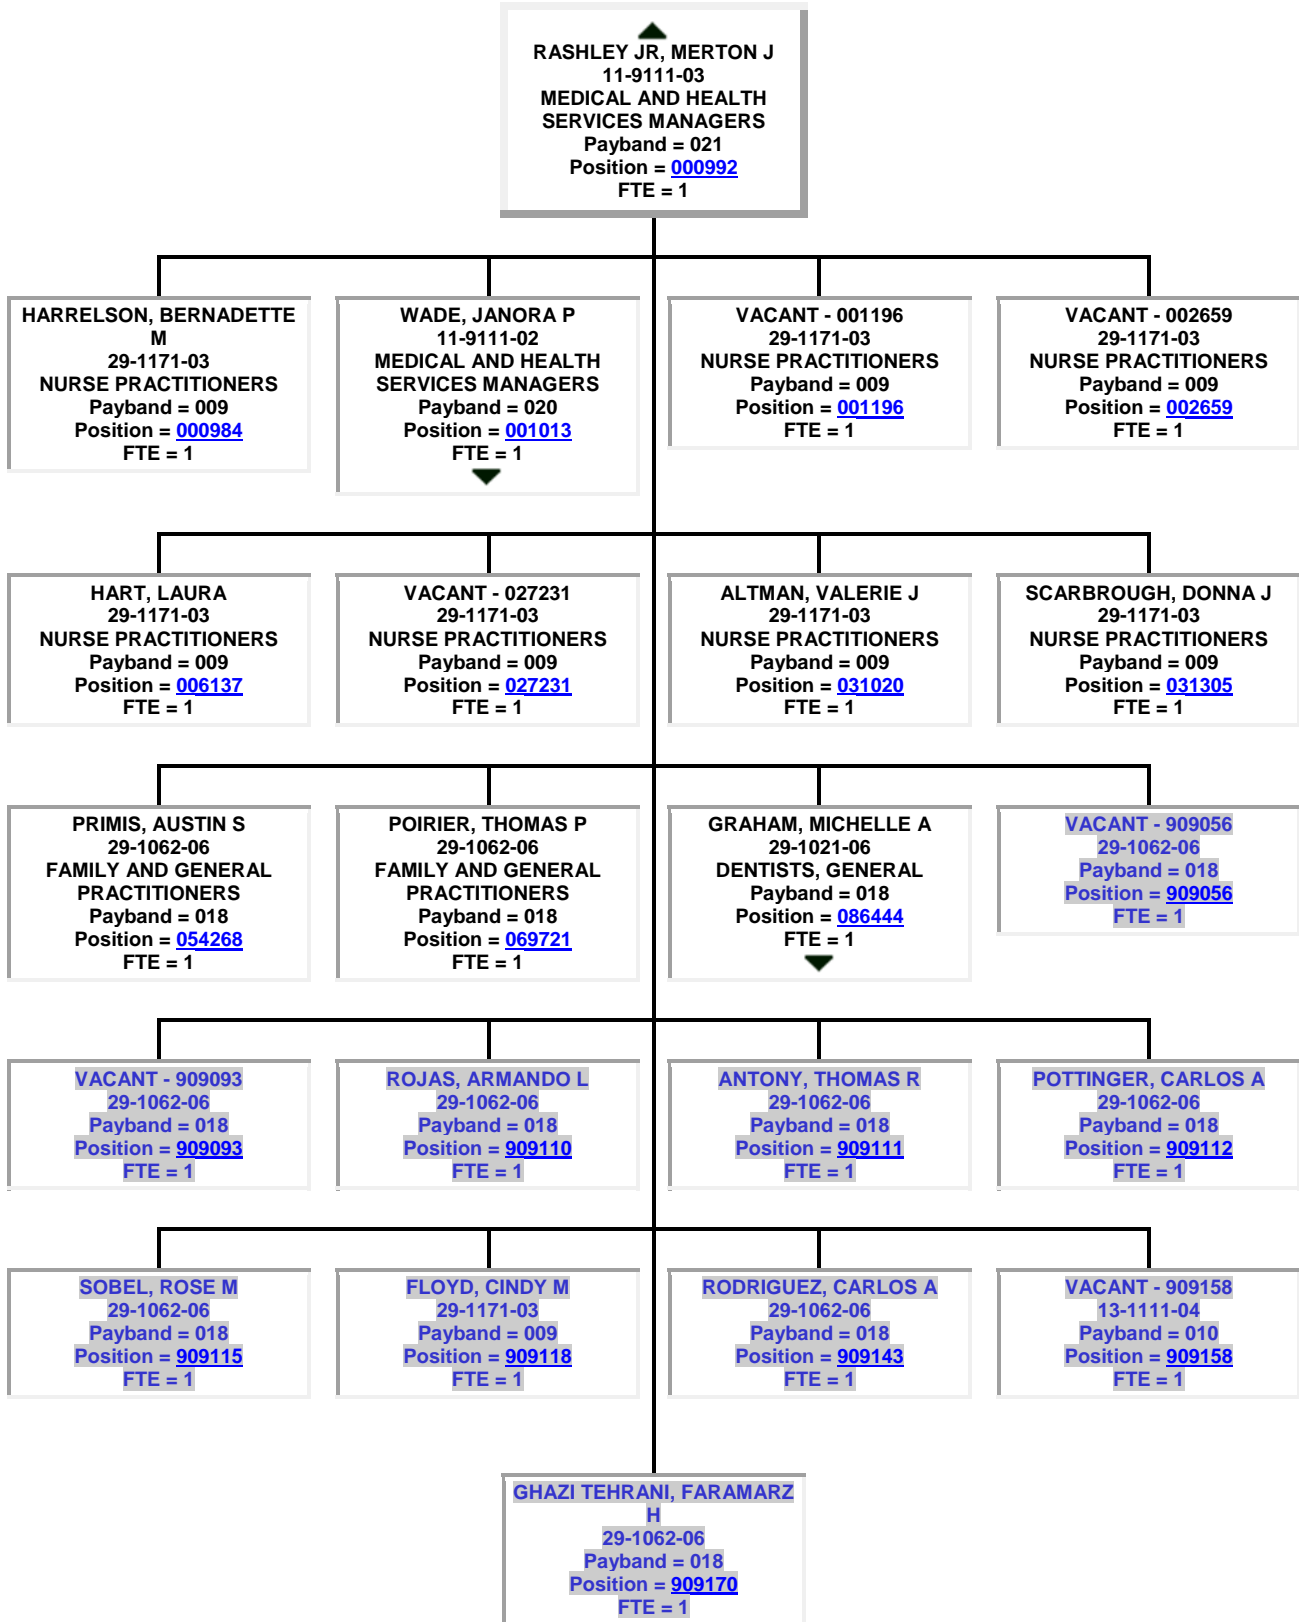 RASHLEY JR, MERTON J
11-9111-03
MEDICAL AND HEALTH
SERVICES MANAGERS
Payband = 021
Position = 000992
FTE = 1
HARRELSON, BERNADETTE
M
29-1171-03
NURSE PRACTITIONERS
Payband = 009
Position = 000984
FTE = 1
WADE, JANORA P
11-9111-02
MEDICAL AND HEALTH
SERVICES MANAGERS
Payband = 020
Position = 001013
FTE = 1
VACANT - 001196
29-1171-03
NURSE PRACTITIONERS
Payband = 009
Position = 001196
FTE = 1
VACANT - 002659
29-1171-03
NURSE PRACTITIONERS
Payband = 009
Position = 002659
FTE = 1
HART, LAURA
29-1171-03
NURSE PRACTITIONERS
Payband = 009
Position = 006137
FTE = 1
VACANT - 027231
29-1171-03
NURSE PRACTITIONERS
Payband = 009
Position = 027231
FTE = 1
ALTMAN, VALERIE J
29-1171-03
NURSE PRACTITIONERS
Payband = 009
Position = 031020
FTE = 1
SCARBROUGH, DONNA J
29-1171-03
NURSE PRACTITIONERS
Payband = 009
Position = 031305
FTE = 1
PRIMIS, AUSTIN S
29-1062-06
FAMILY AND GENERAL
PRACTITIONERS
Payband = 018
Position = 054268
FTE = 1
POIRIER, THOMAS P
29-1062-06
FAMILY AND GENERAL
PRACTITIONERS
Payband = 018
Position = 069721
FTE = 1
GRAHAM, MICHELLE A
29-1021-06
DENTISTS, GENERAL
Payband = 018
Position = 086444
FTE = 1
VACANT - 909056
29-1062-06
Payband = 018
Position = 909056
FTE = 1
VACANT - 909093
29-1062-06
Payband = 018
Position = 909093
FTE = 1
ROJAS, ARMANDO L
29-1062-06
Payband = 018
Position = 909110
FTE = 1
ANTONY, THOMAS R
29-1062-06
Payband = 018
Position = 909111
FTE = 1
POTTINGER, CARLOS A
29-1062-06
Payband = 018
Position = 909112
FTE = 1
SOBEL, ROSE M
29-1062-06
Payband = 018
Position = 909115
FTE = 1
FLOYD, CINDY M
29-1171-03
Payband = 009
Position = 909118
FTE = 1
RODRIGUEZ, CARLOS A
29-1062-06
Payband = 018
Position = 909143
FTE = 1
VACANT - 909158
13-1111-04
Payband = 010
Position = 909158
FTE = 1
GHAZI TEHRANI, FARAMARZ
H
29-1062-06
Payband = 018
Position = 909170
FTE = 1